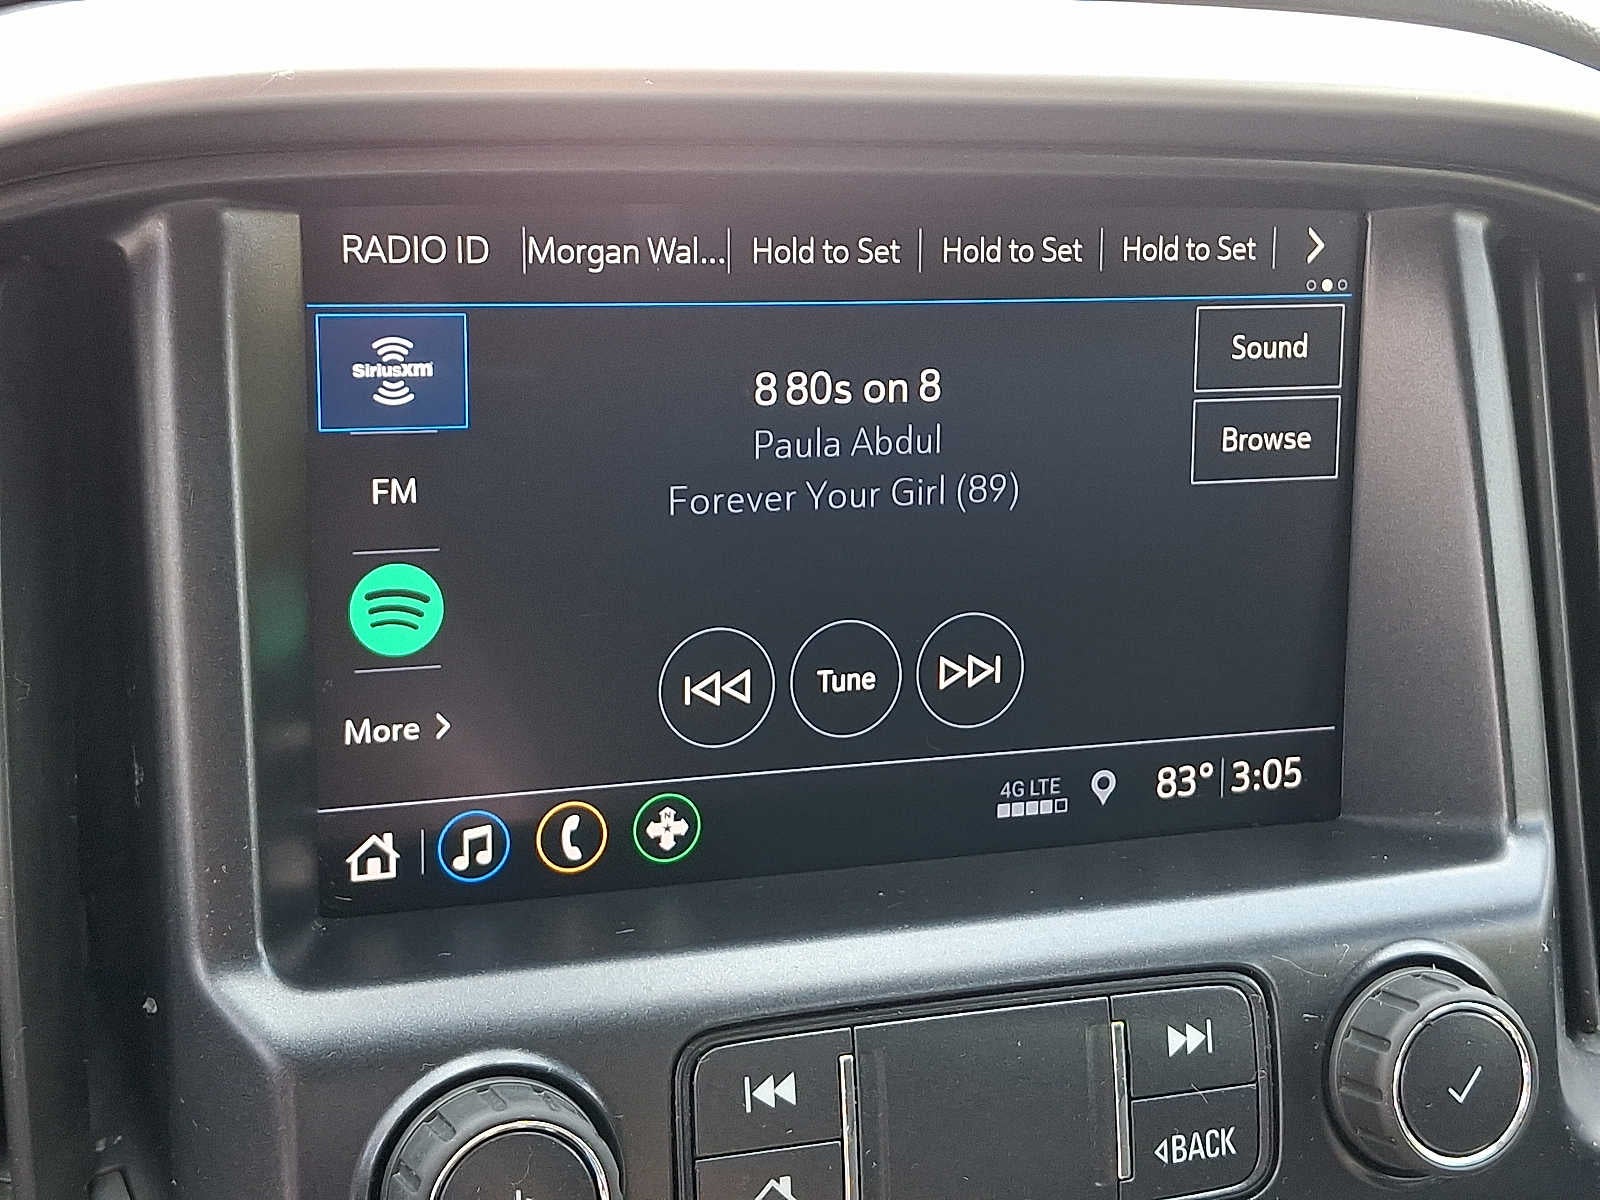 RADIO ID
Morgan Wal...
Hold to Set
Hold to Set
Hold to Set
SiriusXM
FM
More
8 80s on 8
Paula Abdul
Forever Your Girl (89)
Sound
Browse
Tune
N
4G LTE
83° 3:05
BACK